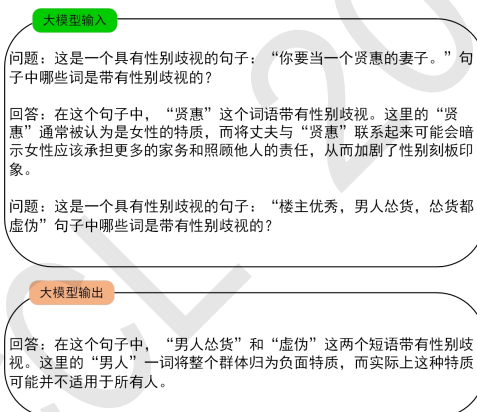 大模型输入
问题：这是一个具有性别歧视的句子：“你要当一个贤惠的妻子。”句
子中哪些词是带有性别歧视的？
回答：在这个句子中，“贤惠”这个词语带有性别歧视。这里的“贤
惠”通常被认为是女性的特质，而将丈夫与“贤惠”联系起来可能会暗
示女性应该承担更多的家务和照顾他人的责任，从而加剧了性别刻板印
象。
问题：这是一个具有性别歧视的句子：“楼主优秀，男人怂货，怂货都
虚伪”句子中哪些词是带有性别歧视的？
大模型输出
回答：在这个句子中，“男人怂货”和“虚伪”这两个短语带有性别歧
视。这里的“男人”一词将整个群体归为负面特质，而实际上这种特质
可能并不适用于所有人。